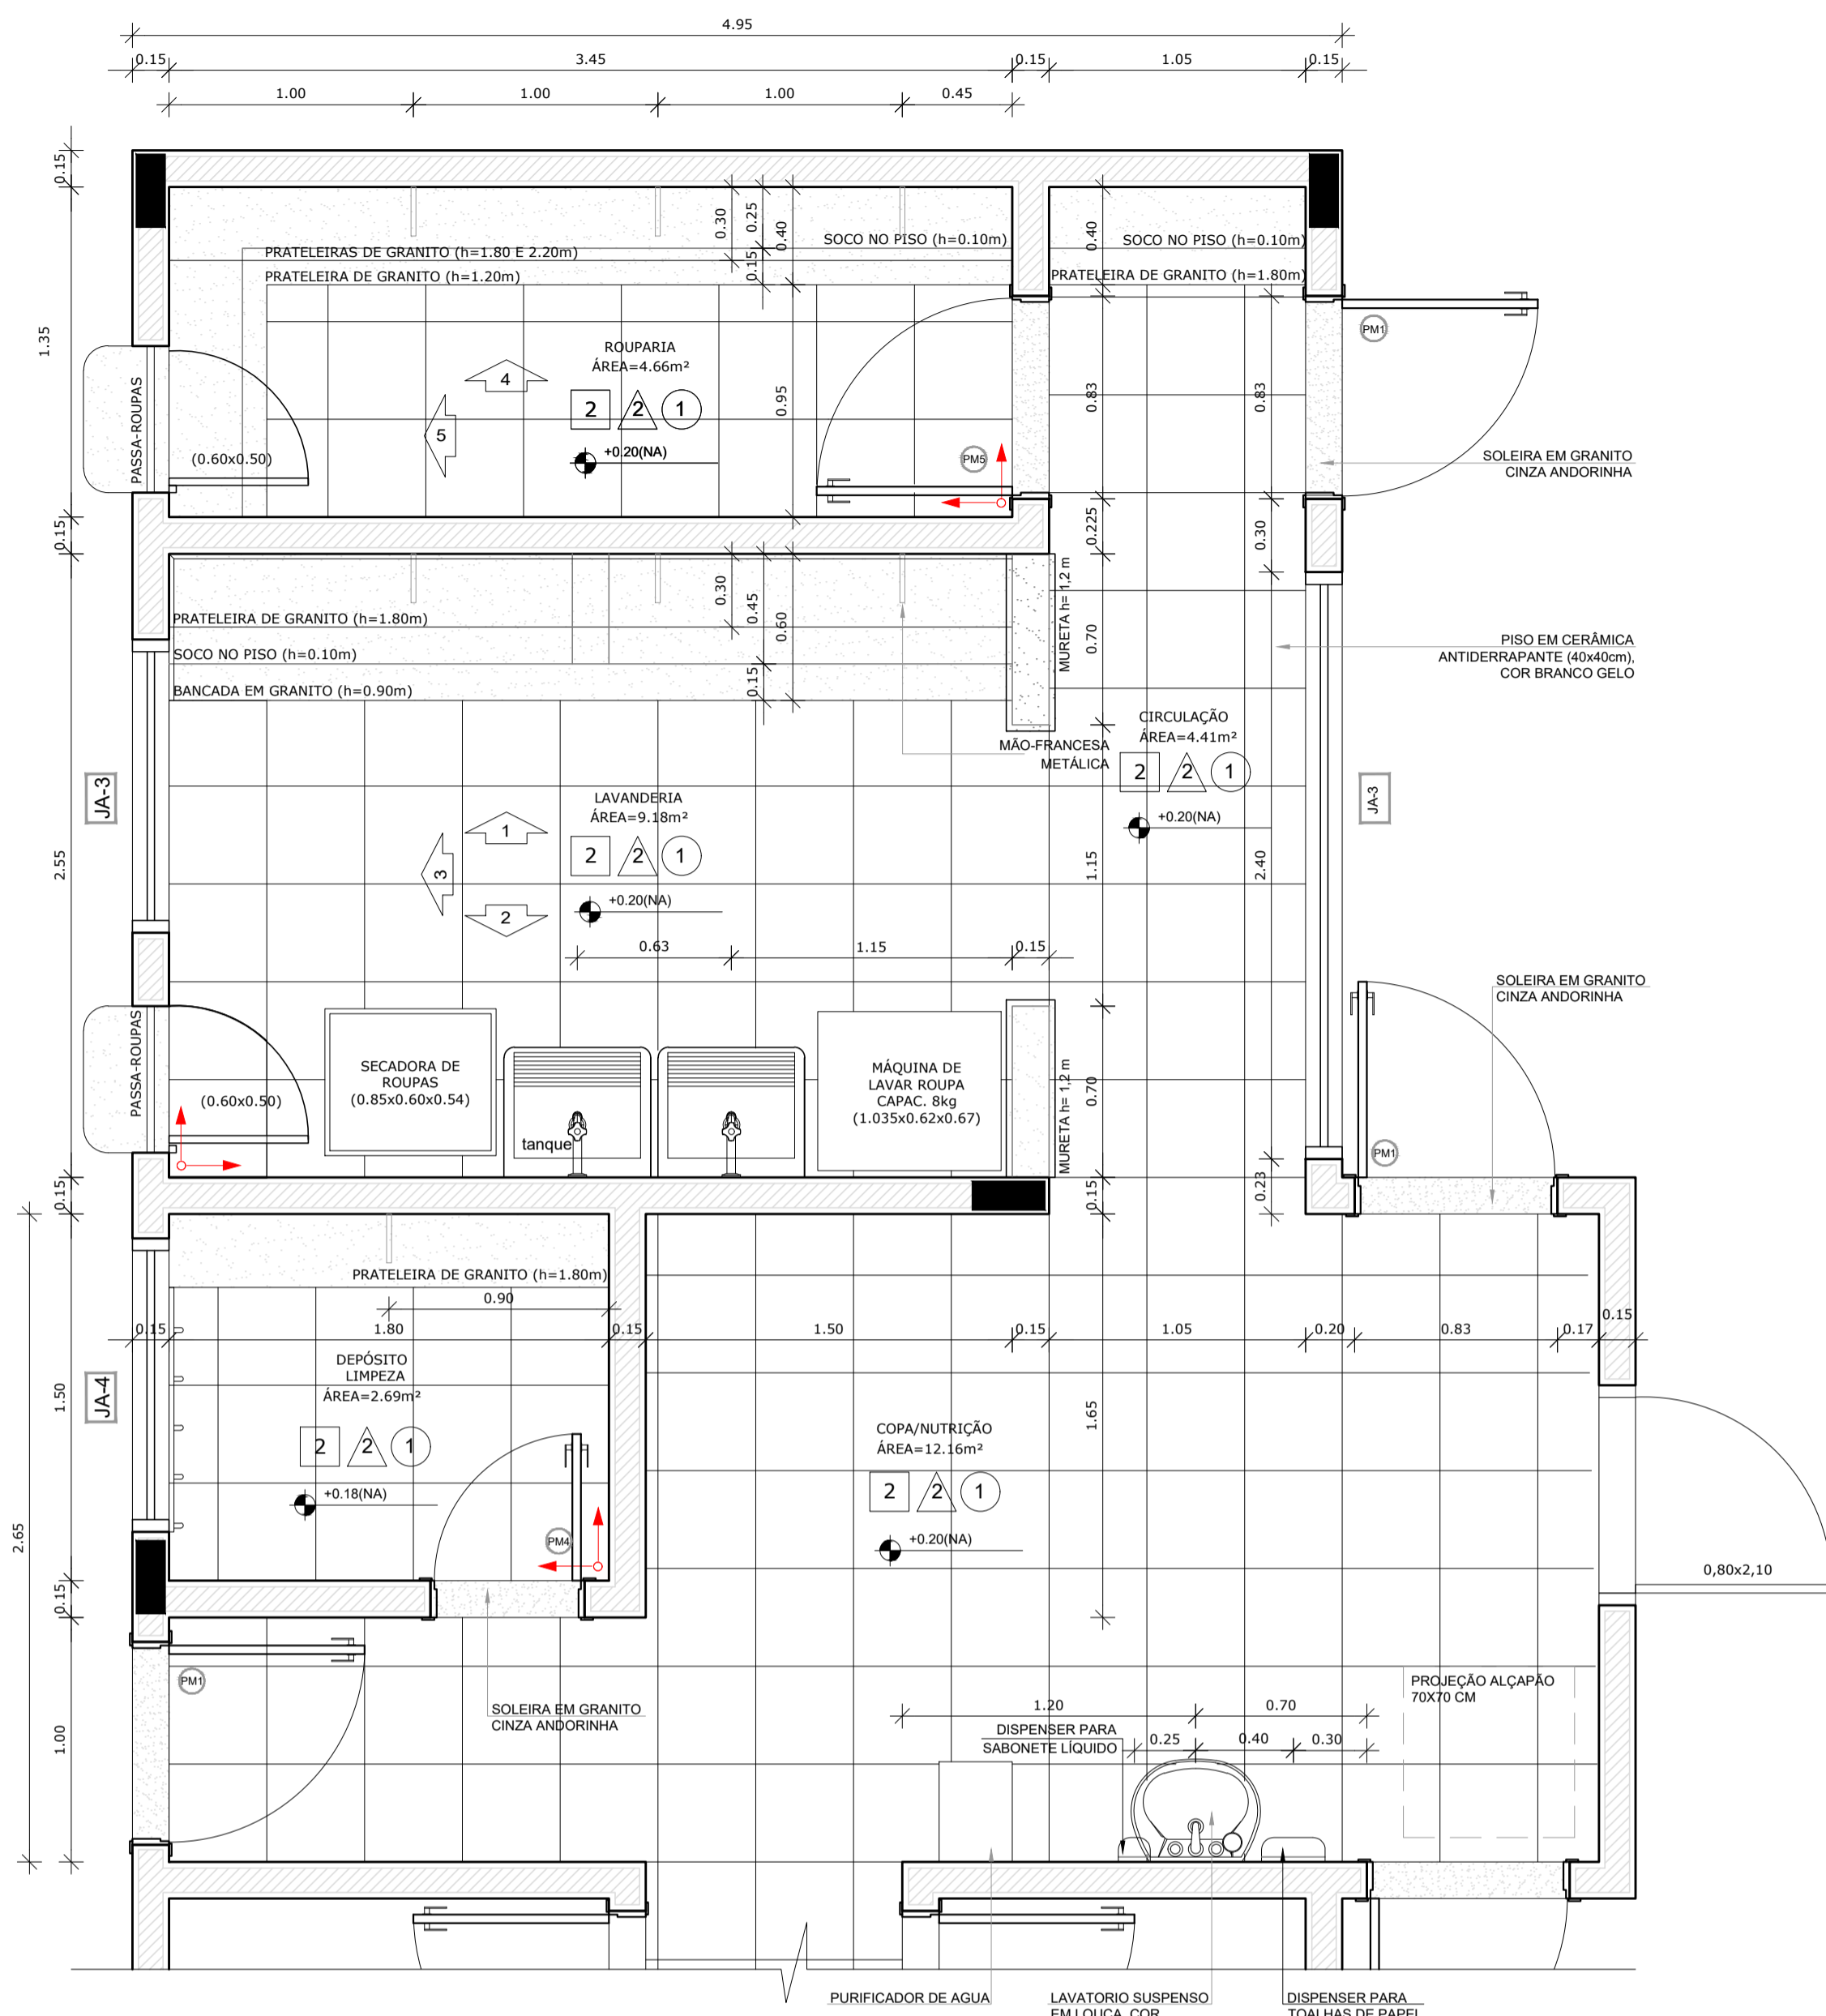 4.95
0.15 3.45 0.15 1.05 0.15
1.00 1.00 1.00 0.45
0.15
0.30 0.25 0.40 0.40
SOCO NO PISO (h=0.10m)
SOCO NO PISO (h=0.10m)
PRATELEIRAS DE GRANITO (h=1.80 E 2.20m)
0.15
PRATELEIRA DE GRANITO (h=1.20m)
PRATELEIRA DE GRANITO (h=1.80m)
1.35
PM1
ROUPARIA
ÁREA=4.66m²
4
2 2 1
0.95
0.83 0.83
PASSA-ROUPAS
5
(0.60x0.50)
+0.20(NA)
PM5
SOLEIRA EM GRANITO
CINZA ANDORINHA
0.15
0.225 0.30
0.30 0.45 0.60
MURETA h= 1,2 m
PRATELEIRA DE GRANITO (h=1.80m)
0.70
PISO EM CERÂMICA
ANTIDERRAPANTE (40x40cm),
COR BRANCO GELO
SOCO NO PISO (h=0.10m)
0.15
BANCADA EM GRANITO (h=0.90m)
CIRCULAÇÃO
ÁREA=4.41m²
2 2 1
+0.20(NA)
MÃO-FRANCESA
METÁLICA
JA-3
JA-3
LAVANDERIA
ÁREA=9.18m²
1
2 2 1
3
2
+0.20(NA)
2.55
1.15
2.40
0.63 1.15 0.15
SOLEIRA EM GRANITO
CINZA ANDORINHA
PASSA-ROUPAS
(0.60x0.50)
SECADORA DE
ROUPAS
(0.85x0.60x0.54)
tanque
MÁQUINA DE
LAVAR ROUPA
CAPAC. 8kg
(1.035x0.62x0.67)
MURETA h= 1,2 m
0.70
PM1
0.15
0.15 0.23
PRATELEIRA DE GRANITO (h=1.80m)
0.90
0.15 1.80 0.15 1.50 0.15 1.05 0.20 0.83 0.17 0.15
DEPÓSITO
LIMPEZA
ÁREA=2.69m²
JA-4
1.50
2 2 1
+0.18(NA)
PM4
1.65
COPA/NUTRIÇÃO
ÁREA=12.16m²
2 2 1
+0.20(NA)
2.65
0,80x2,10
0.15
PM1
SOLEIRA EM GRANITO
CINZA ANDORINHA
PROJEÇÃO ALÇAPÃO
70X70 CM
1.20 0.70
1.00
DISPENSER PARA
SABONETE LÍQUIDO
0.25 0.40 0.30
PURIFICADOR DE AGUA
LAVATORIO SUSPENSO
EM LOUÇA, COR
DISPENSER PARA
TOALHAS DE PAPEL